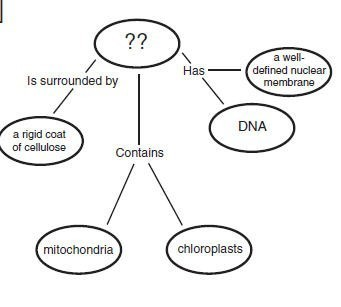 ??
Is surrounded by
Has
a well-
defined nuclear
membrane
a rigid coat
of cellulose
DNA
Contains
mitochondria
chloroplasts